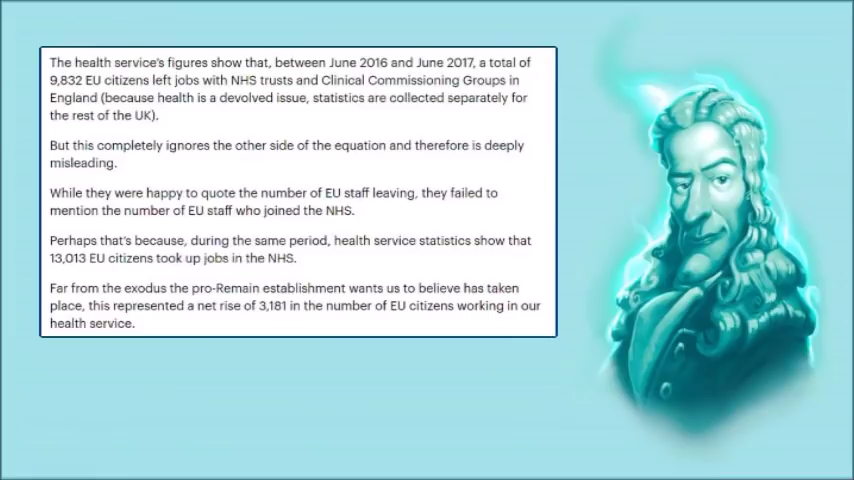 The health service's figures show that, between June 2016 and June 2017, a total of
9,832 EU citizens left jobs with NHS trusts and Clinical Commissioning Groups in
England (because health is a devolved issue, statistics are collected separately for
the rest of the UK).
But this completely ignores the other side of the equation and therefore is deeply
misleading.
While they were happy to quote the number of EU staff leaving, they failed to
mention the number of EU staff who joined the NHS.
Perhaps that's because, during the same period, health service statistics show that
13,013 EU citizens took up jobs in the NHS.
Far from the exodus the pro-Remain establishment wants us to believe has taken
place, this represented a net rise of 3,181 in the number of EU citizens working in our
health service.